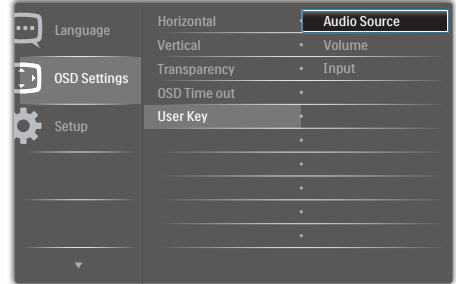 Language
OSD Settings
Setup
Horizontal
Vertical
Transparency
OSD Time out
User Key
Audio Source
Volume
Input